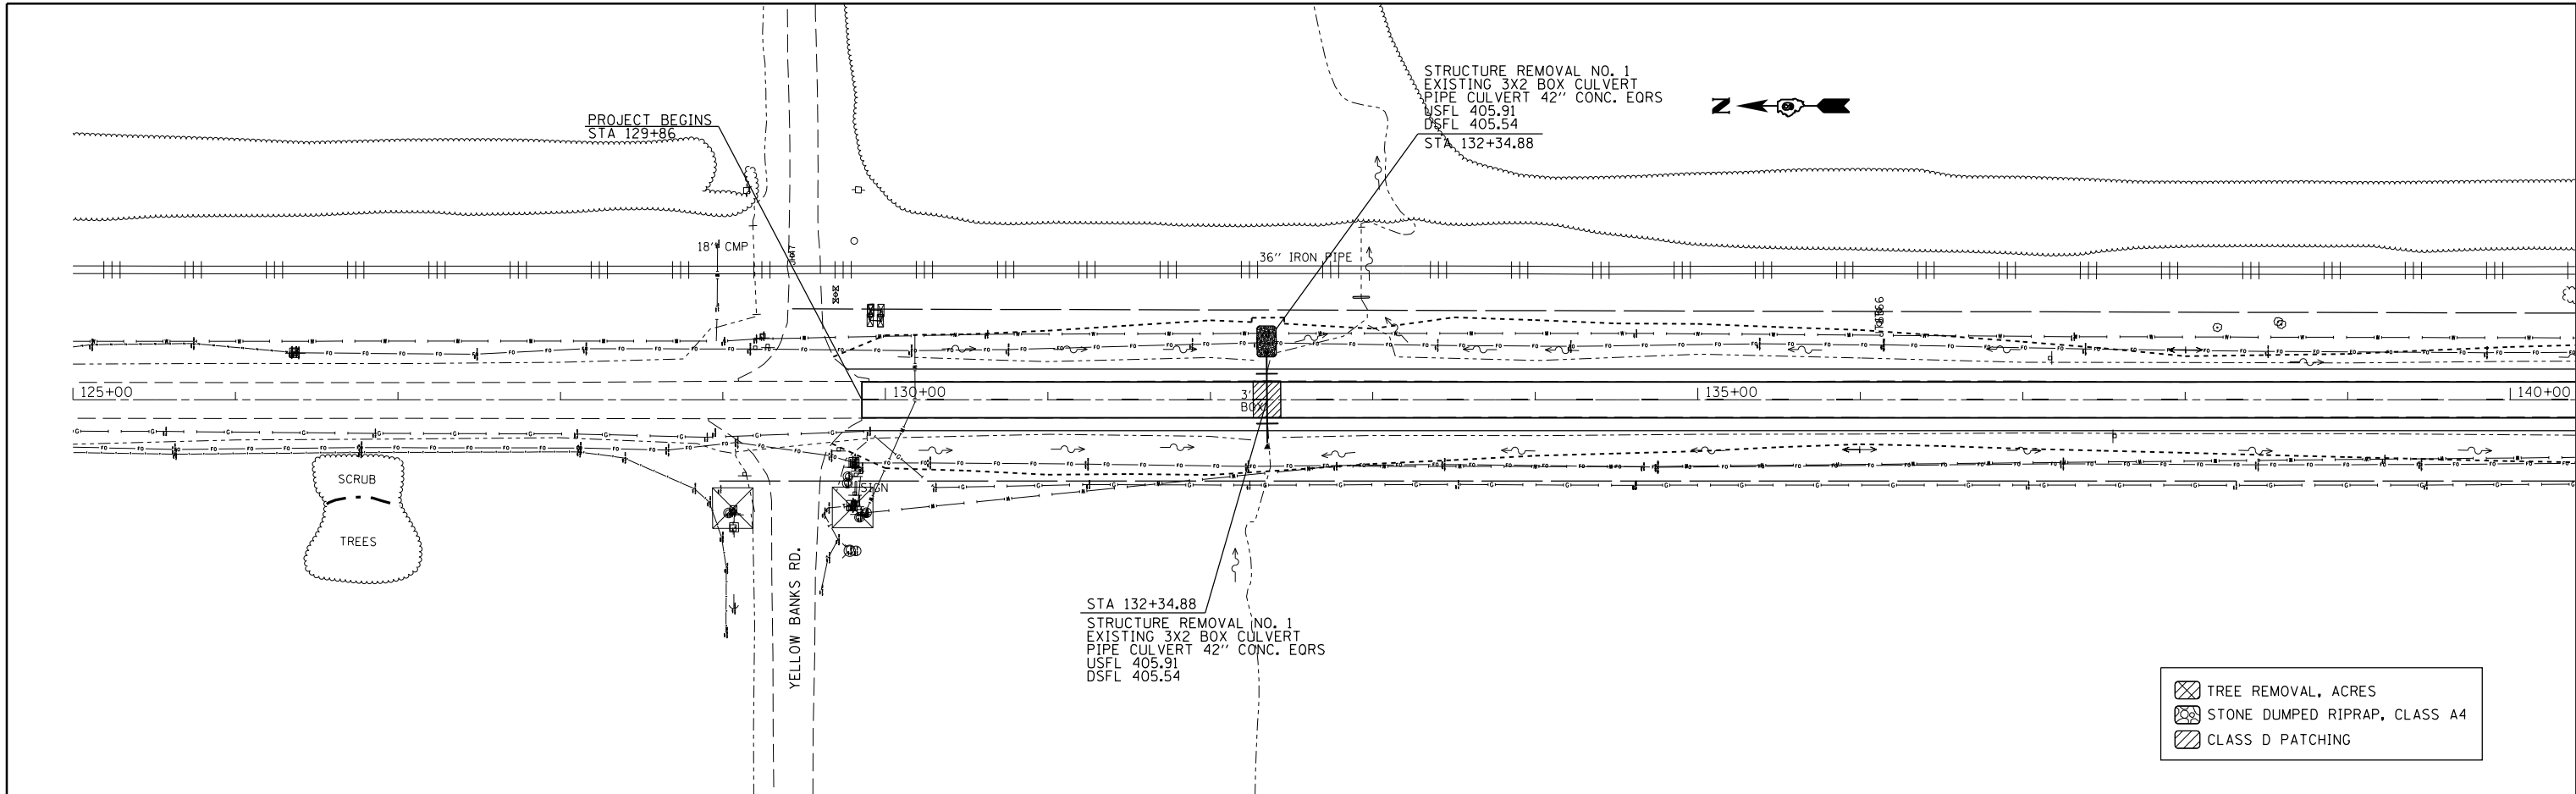 STRUCTURE REMOVAL NO. 1
EXISTING 3X2 BOX CULVERT
PIPE CULVERT 42" CONC. EQRS
USFL 405.91
DSFL 405.54
STA 132+34.88
N
PROJECT BEGINS
STA 129+86
18" CMP
36" IRON PIPE
125+00
130+00
135+00
140+00
3'
BOX
SCRUB
TREES
SIGN
YELLOW BANKS RD.
STA 132+34.88
STRUCTURE REMOVAL NO. 1
EXISTING 3X2 BOX CULVERT
PIPE CULVERT 42" CONC. EQRS
USFL 405.91
DSFL 405.54
TREE REMOVAL, ACRES
STONE DUMPED RIPRAP, CLASS A4
CLASS D PATCHING